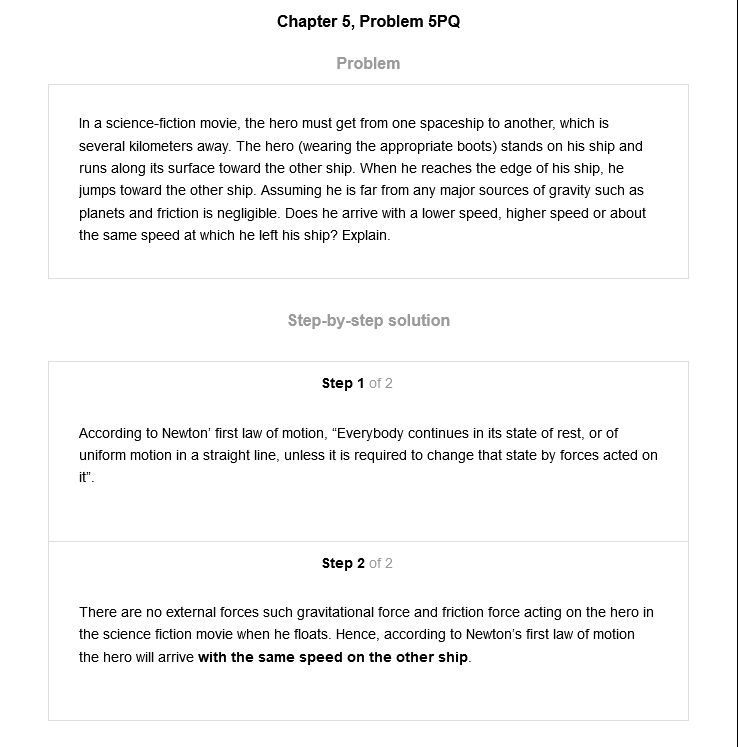 Chapter 5, Problem 5PQ
Problem
In a science-fiction movie, the hero must get from one spaceship to another, which is
several kilometers away. The hero (wearing the appropriate boots) stands on his ship and
runs along its surface toward the other ship. When he reaches the edge of his ship, he
jumps toward the other ship. Assuming he is far from any major sources of gravity such as
planets and friction is negligible. Does he arrive with a lower speed, higher speed or about
the same speed at which he left his ship? Explain.
Step-by-step solution
Step 1 of 2
According to Newton' first law of motion, “Everybody continues in its state of rest, or of
uniform motion in a straight line, unless it is required to change that state by forces acted on
it”.
Step 2 of 2
There are no external forces such gravitational force and friction force acting on the hero in
the science fiction movie when he floats. Hence, according to Newton's first law of motion
the hero will arrive with the same speed on the other ship.